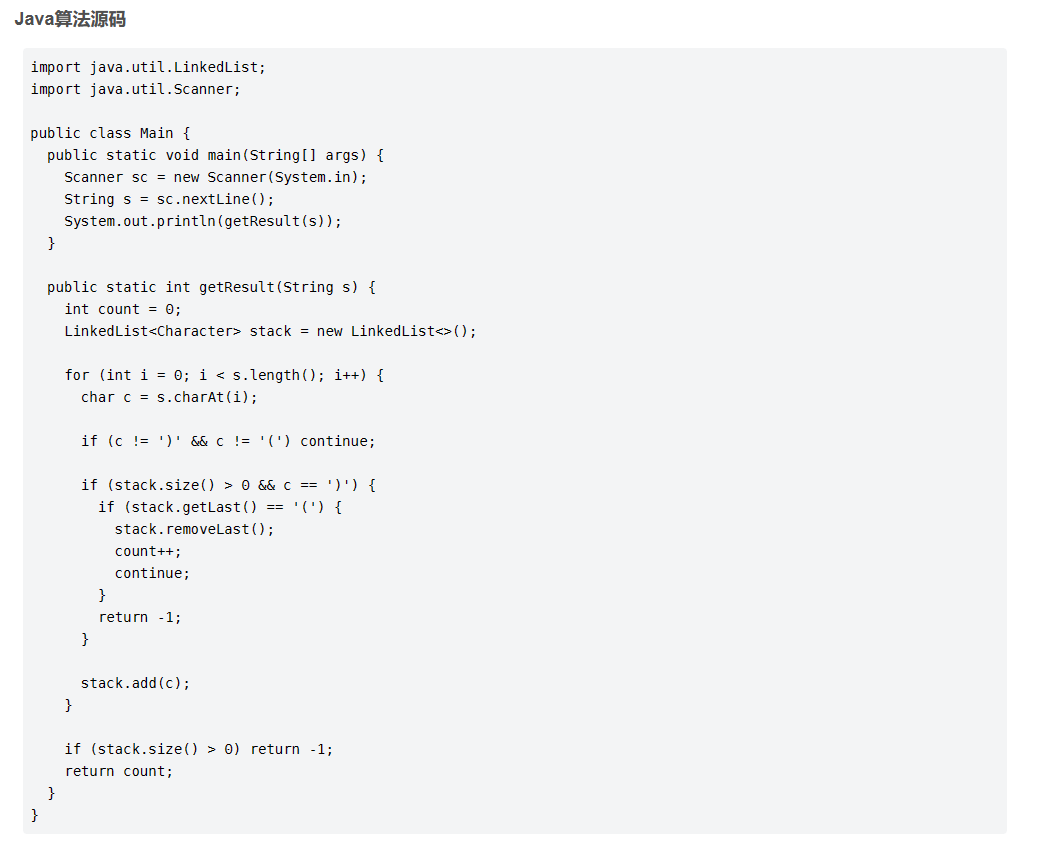 Java算法源码
import java.util.LinkedList;
import java.util.Scanner;
public class Main {
  public static void main(String[] args) {
    Scanner sc = new Scanner(System.in);
    String s = sc.nextLine();
    System.out.println(getResult(s));
  }
  public static int getResult(String s) {
    int count = 0;
    LinkedList<Character> stack = new LinkedList<>();
    for (int i = 0; i < s.length(); i++) {
      char c = s.charAt(i);
      if (c != ')' && c != '(') continue;
      if (stack.size() > 0 && c == ')') {
        if (stack.getLast() == '(') {
          stack.removeLast();
          count++;
          continue;
        }
        return -1;
      }
      stack.add(c);
    }
    if (stack.size() > 0) return -1;
    return count;
  }
}